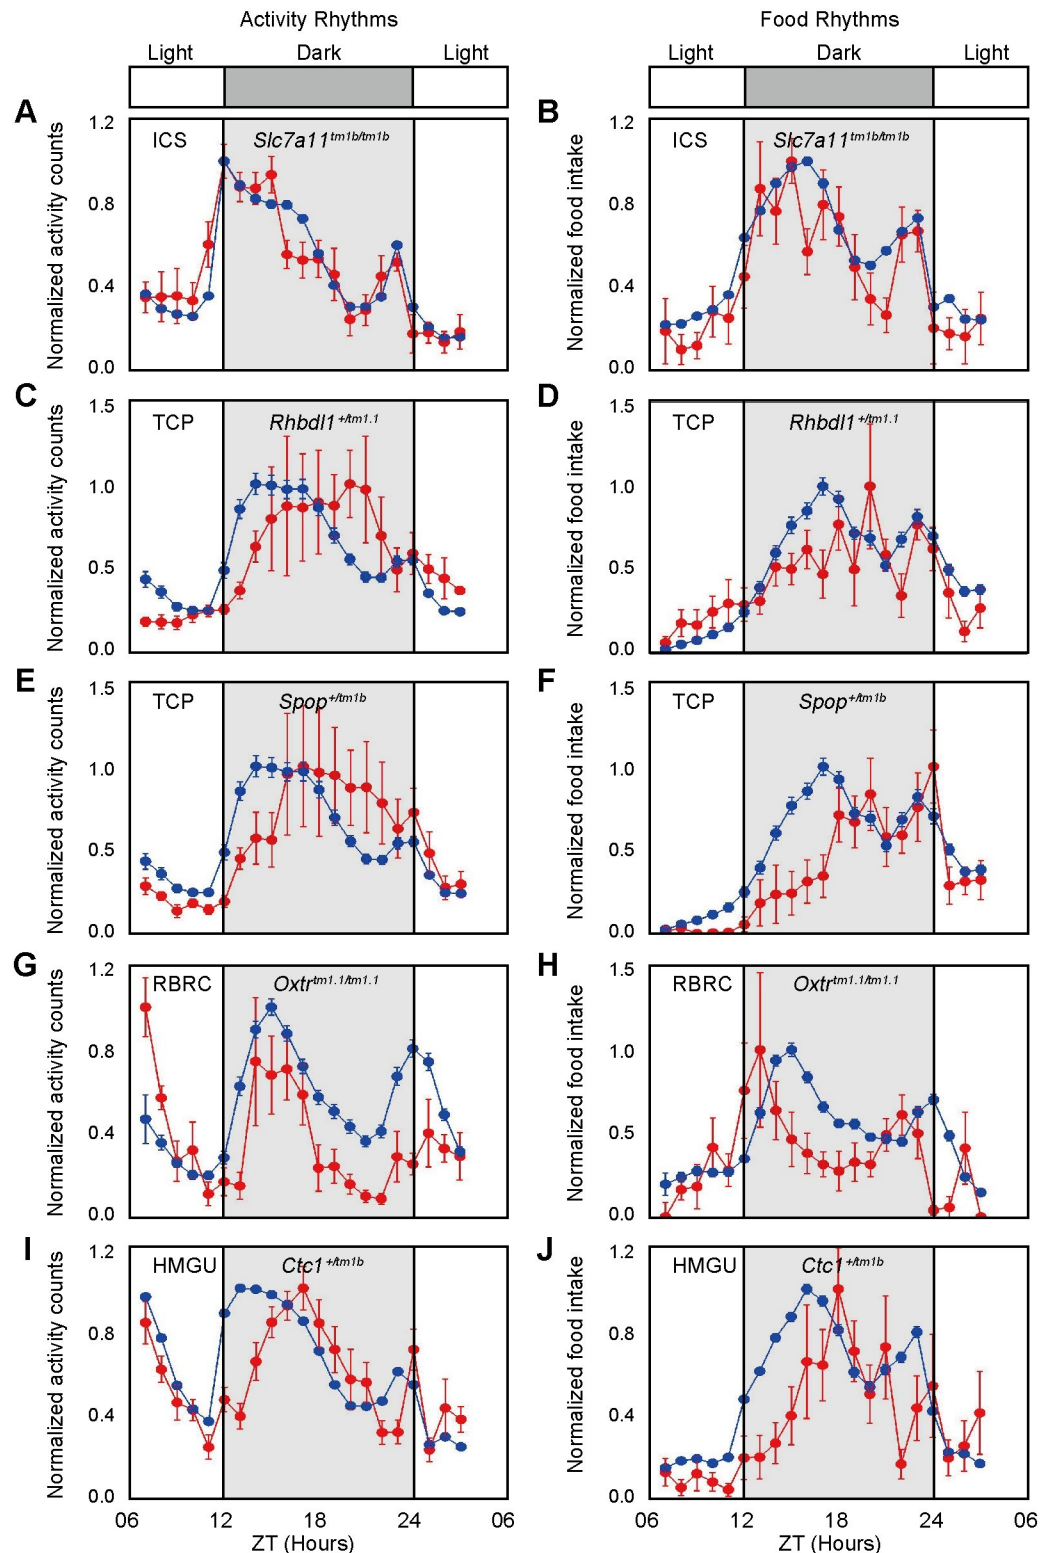 Activity Rhythms Food Rhythms
Light Dark Light Light Dark Light
A B
1.2 ICS Slc7a11 tm1b/tm1b ICS Slc7a11 tm1b/tm1b
0.8
0.4
0.0
Normalized activity counts
1.2
0.8
0.4
0.0
Normalized food intake
C D
1.5 TCP Rhbdl1 +/tm1.1 TCP Rhbdl1 +/tm1.1
1.0
0.5
0.0
Normalized activity counts
1.5
1.0
0.5
0.0
Normalized food intake
E F
1.5 TCP Spop +/tm1b TCP Spop +/tm1b
1.0
0.5
0.0
Normalized activity counts
1.5
1.0
0.5
0.0
Normalized food intake
G H
1.2 RBRC Oxtr tm1.1/tm1.1 RBRC Oxtr tm1.1/tm1.1
0.8
0.4
0.0
Normalized activity counts
1.5
1.0
0.5
0.0
Normalized food intake
I J
1.2 HMGU Ctc1 +/tm1b HMGU Ctc1 +/tm1b
0.8
0.4
0.0
Normalized activity counts
1.2
0.8
0.4
0.0
Normalized food intake
06 12 18 24 06 06 12 18 24 06
ZT (Hours) ZT (Hours)